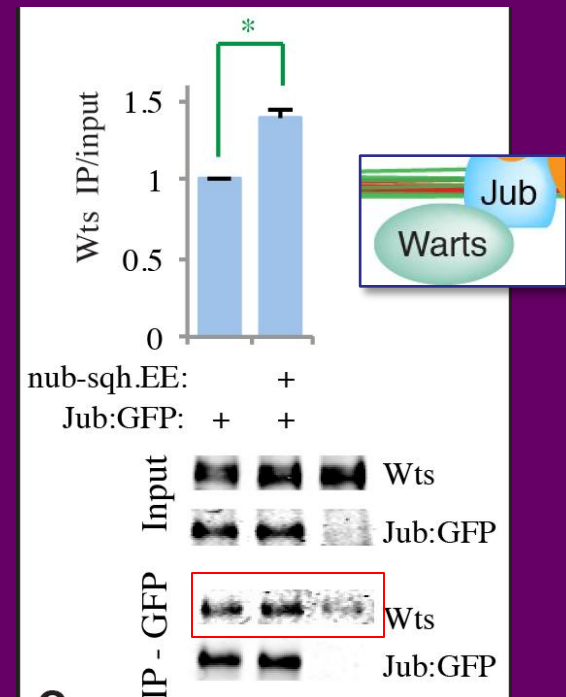 *
Wts IP/input
1.5
1
0.5
0
Jub
Warts
nub-sqh.EE: +
Jub:GFP: + +
Input
Wts
Jub:GFP
IP - GFP
Wts
Jub:GFP